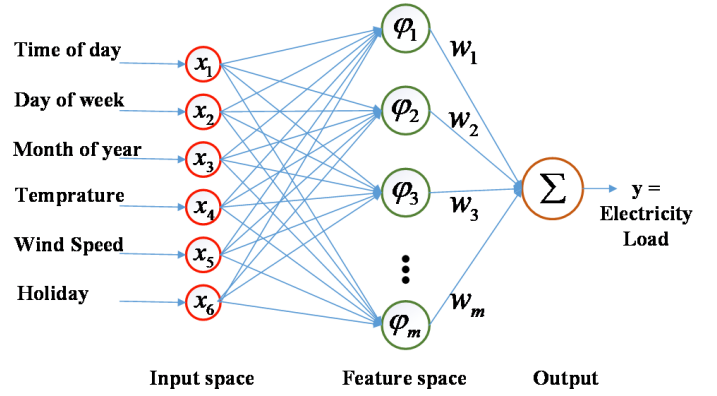 Time of day
x1
Day of week
x2
Month of year
x3
Temprature
x4
Wind Speed
x5
Holiday
x6
φ1
φ2
φ3
φm
w1
w2
w3
wm
Σ
y =
Electricity
Load
Input space
Feature space
Output